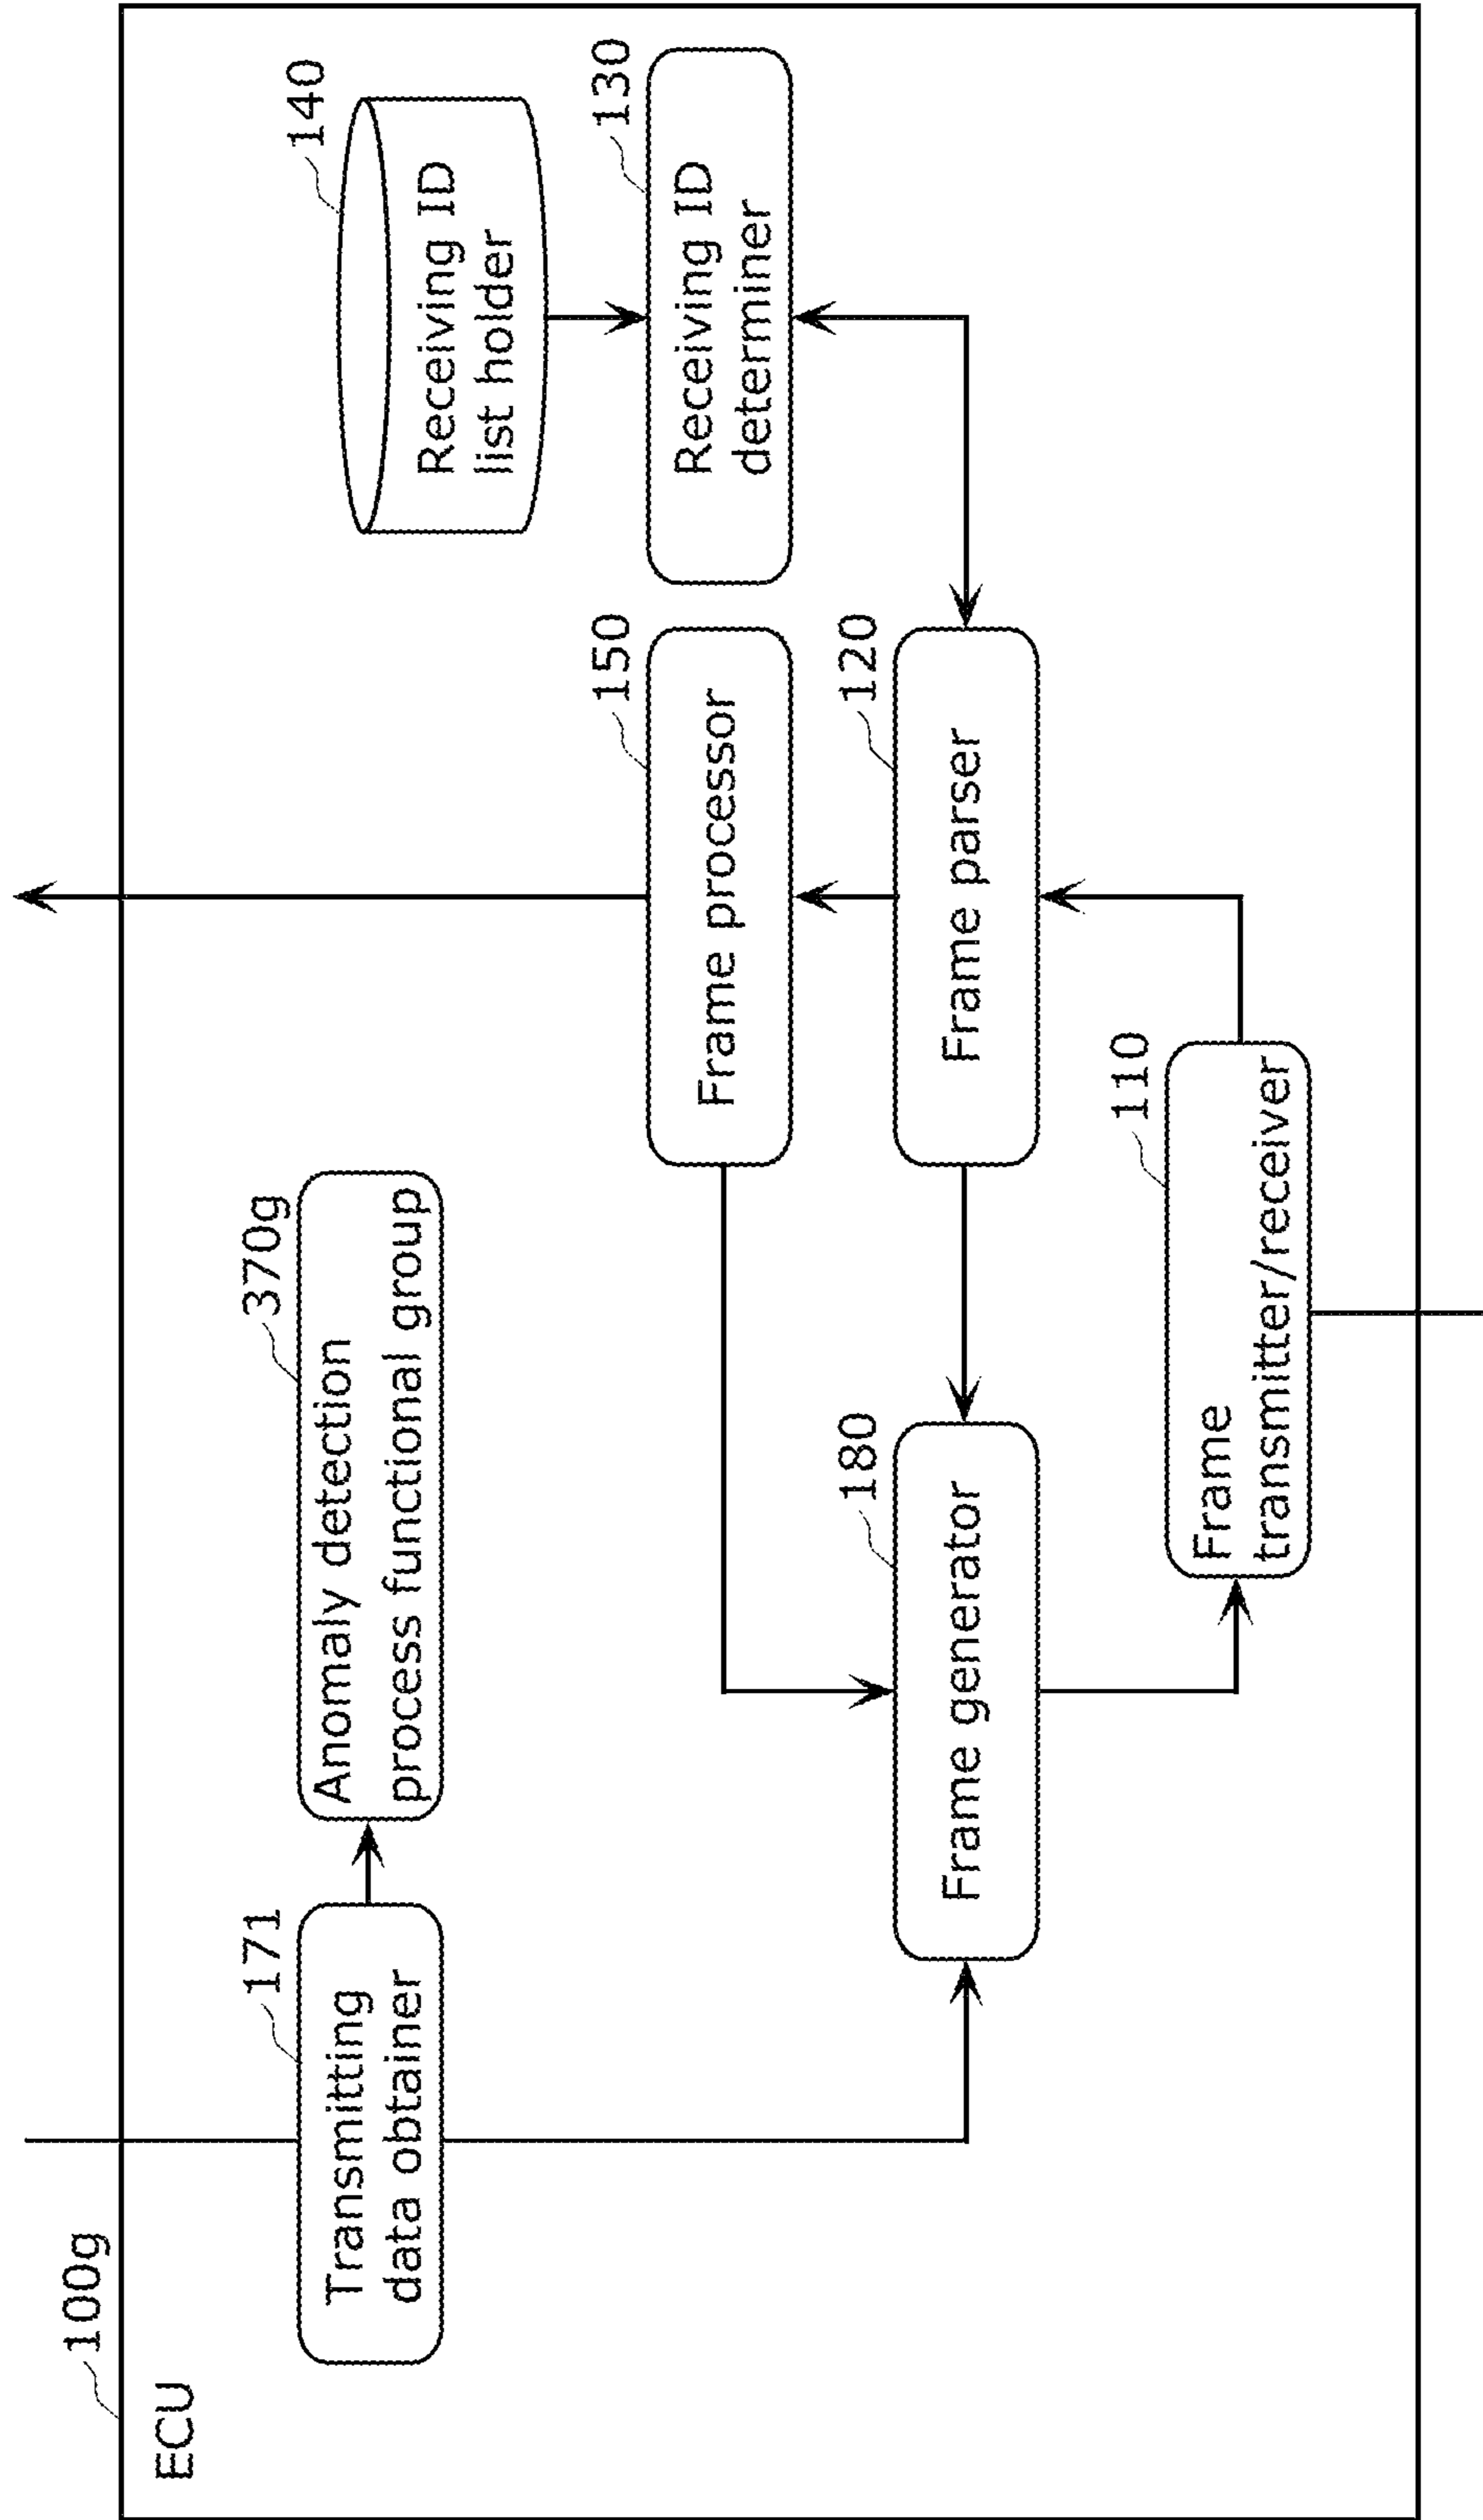 100g
ECU
171
Transmitting
data obtainer
370g
Anomaly detection
process functional group
140
Receiving ID
list holder
150
Frame processor
130
Receiving ID
determiner
180
Frame generator
120
Frame parser
110
Frame
transmitter/receiver